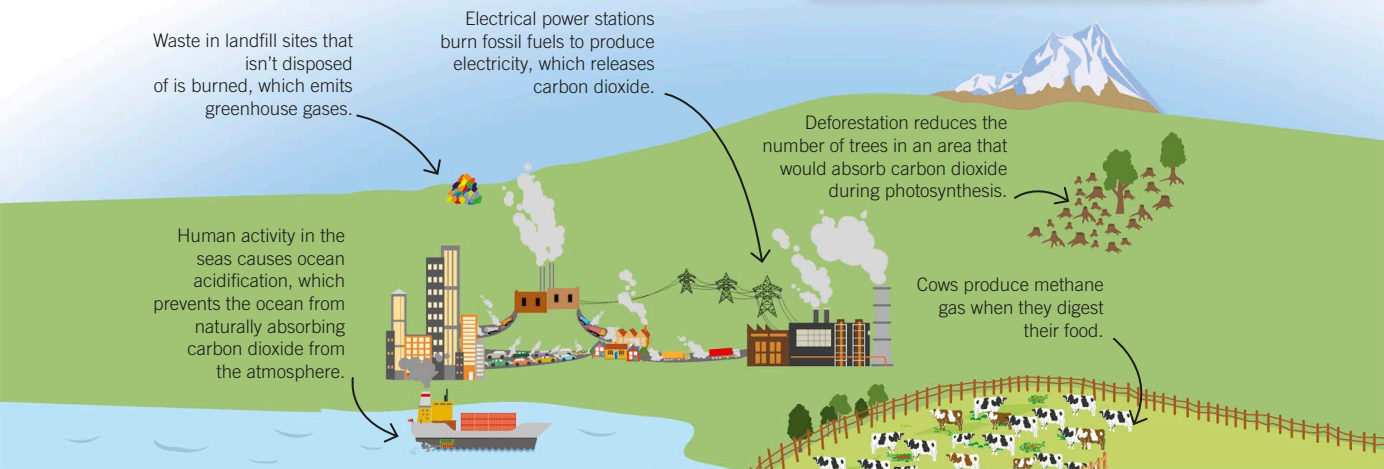 Waste in landfill sites that
isn't disposed
of is burned, which emits
greenhouse gases.
Electrical power stations
burn fossil fuels to produce
electricity, which releases
carbon dioxide.
Deforestation reduces the
number of trees in an area that
would absorb carbon dioxide
during photosynthesis.
Human activity in the
seas causes ocean
acidification, which
prevents the ocean from
naturally absorbing
carbon dioxide from
the atmosphere.
Cows produce methane
gas when they digest
their food.